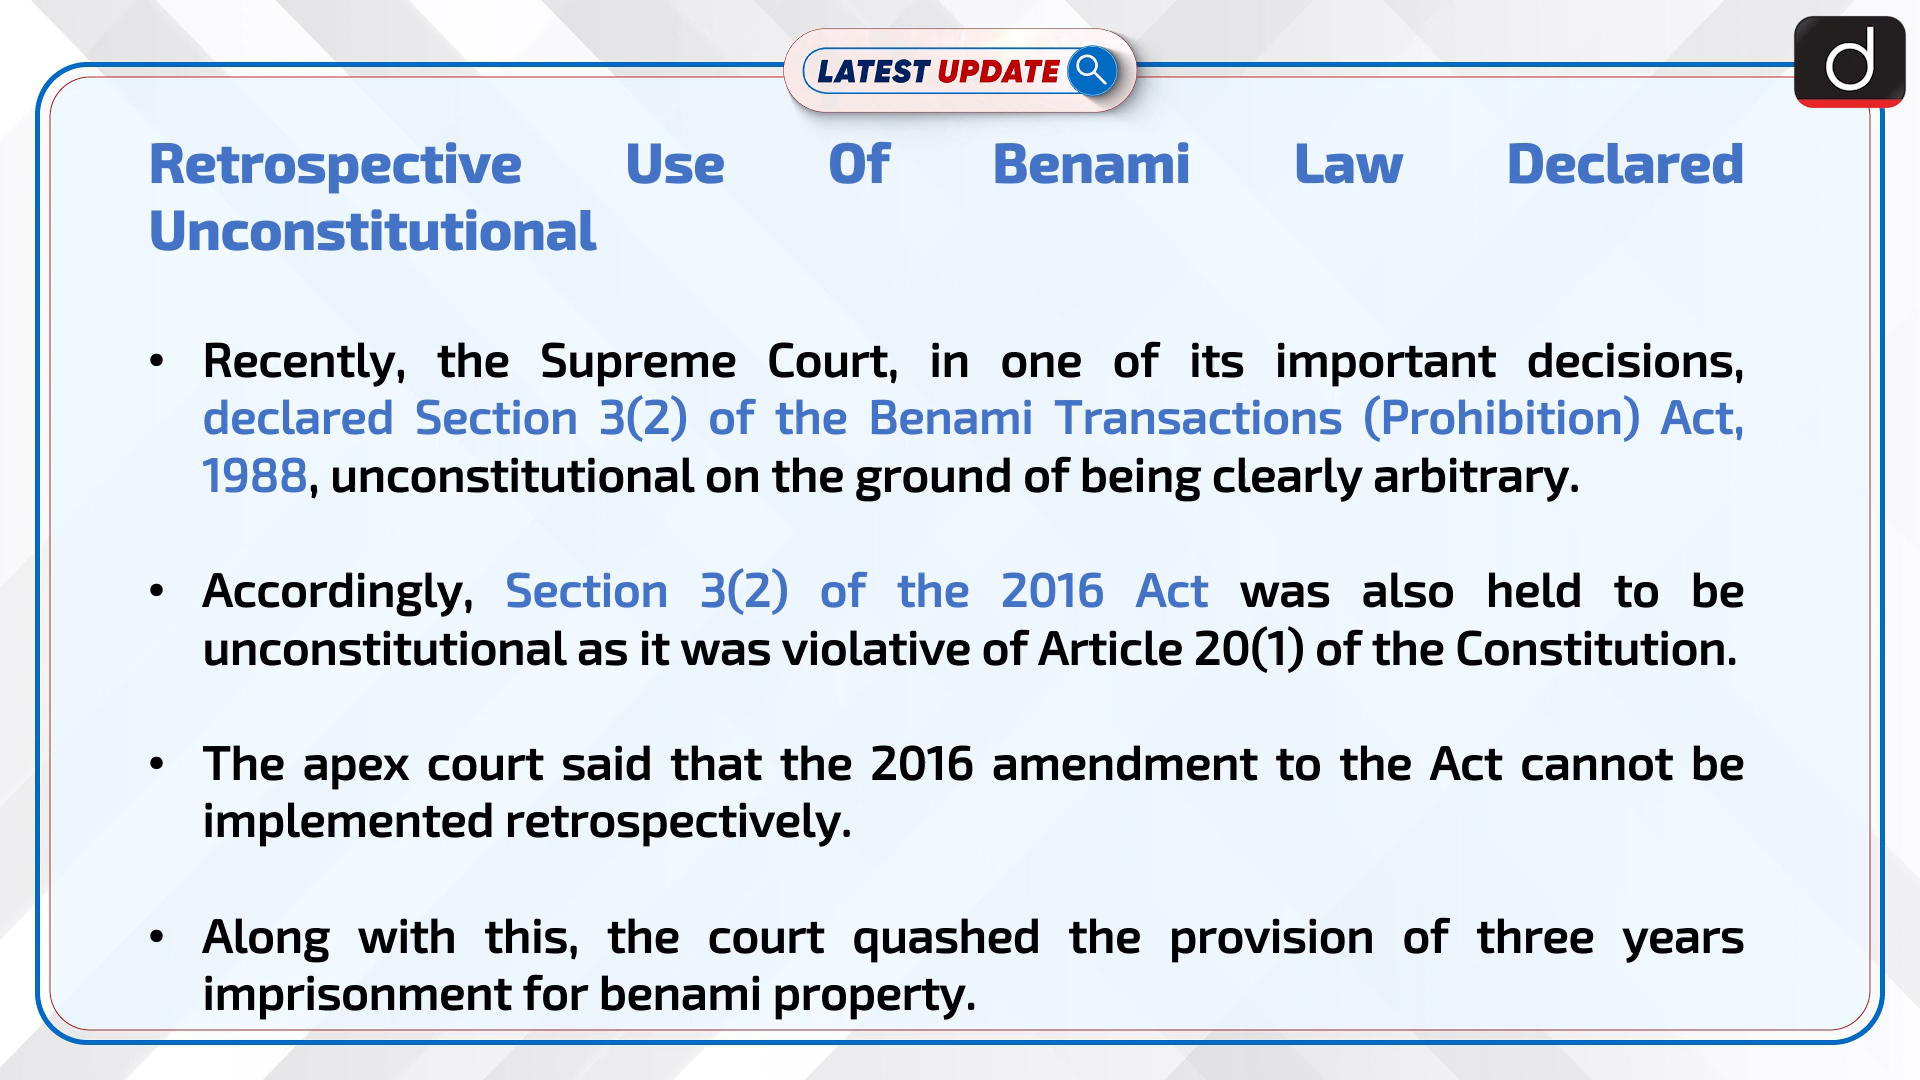 LATEST UPDATE
d
Retrospective Use Of Benami Law Declared
Unconstitutional
• Recently, the Supreme Court, in one of its important decisions,
declared Section 3(2) of the Benami Transactions (Prohibition) Act,
1988, unconstitutional on the ground of being clearly arbitrary.
• Accordingly, Section 3(2) of the 2016 Act was also held to be
unconstitutional as it was violative of Article 20(1) of the Constitution.
• The apex court said that the 2016 amendment to the Act cannot be
implemented retrospectively.
• Along with this, the court quashed the provision of three years
imprisonment for benami property.